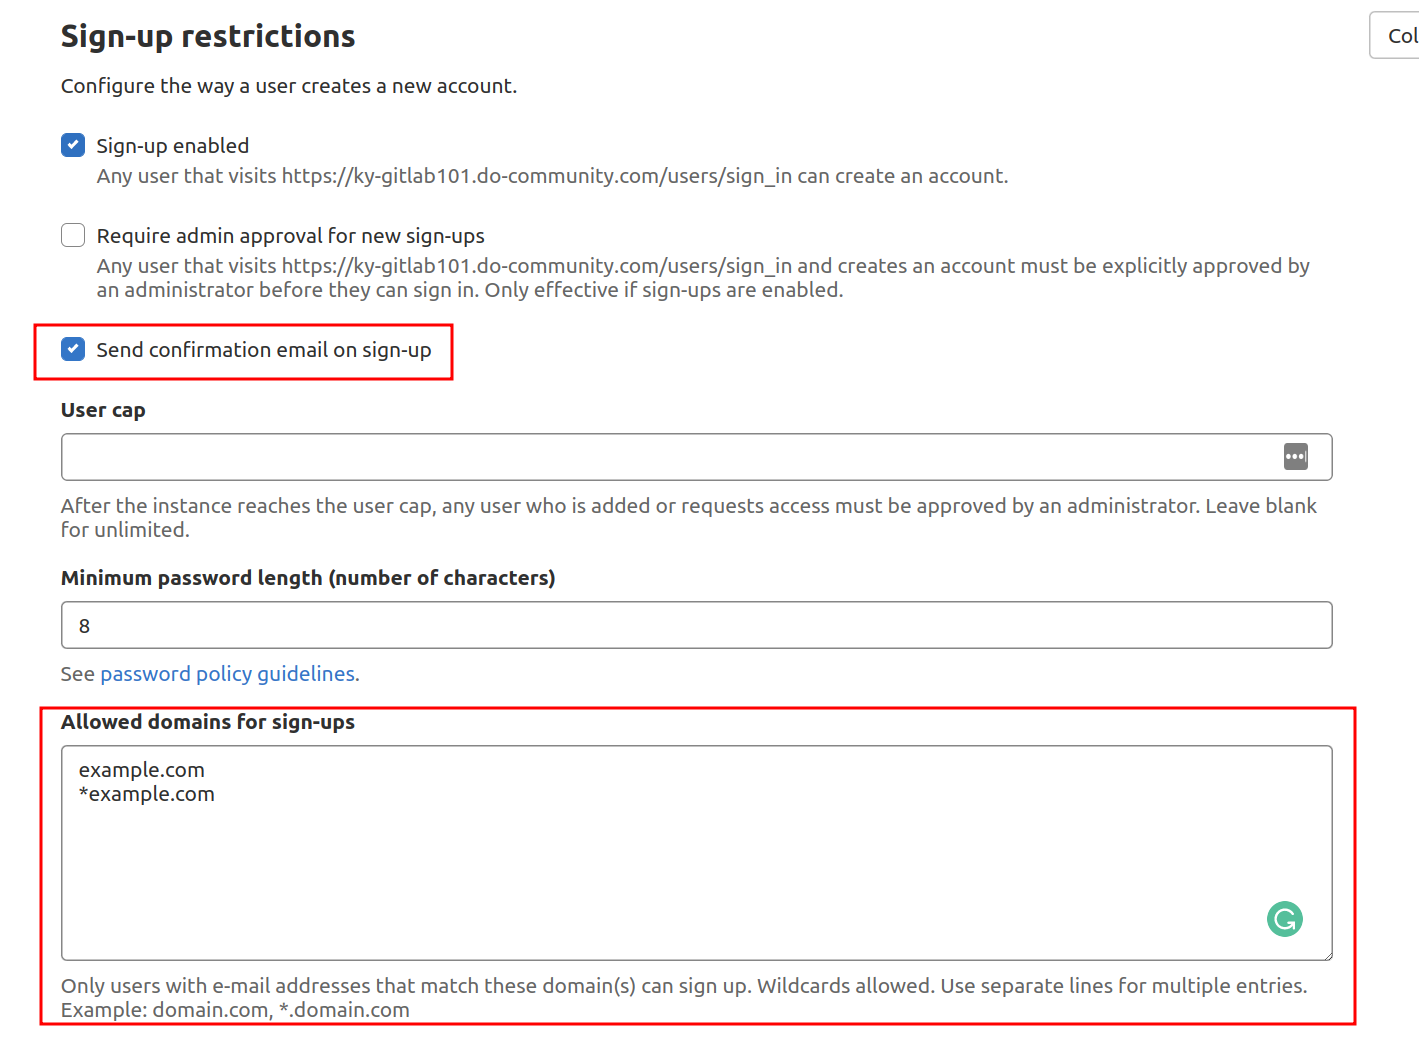 Sign-up restrictions
Col
Configure the way a user creates a new account.
Sign-up enabled
Any user that visits https://ky-gitlab101.do-community.com/users/sign_in can create an account.
Require admin approval for new sign-ups
Any user that visits https://ky-gitlab101.do-community.com/users/sign_in and creates an account must be explicitly approved by
an administrator before they can sign in. Only effective if sign-ups are enabled.
Send confirmation email on sign-up
User cap
After the instance reaches the user cap, any user who is added or requests access must be approved by an administrator. Leave blank
for unlimited.
Minimum password length (number of characters)
8
See password policy guidelines.
Allowed domains for sign-ups
example.com
*example.com
Only users with e-mail addresses that match these domain(s) can sign up. Wildcards allowed. Use separate lines for multiple entries.
Example: domain.com, *.domain.com